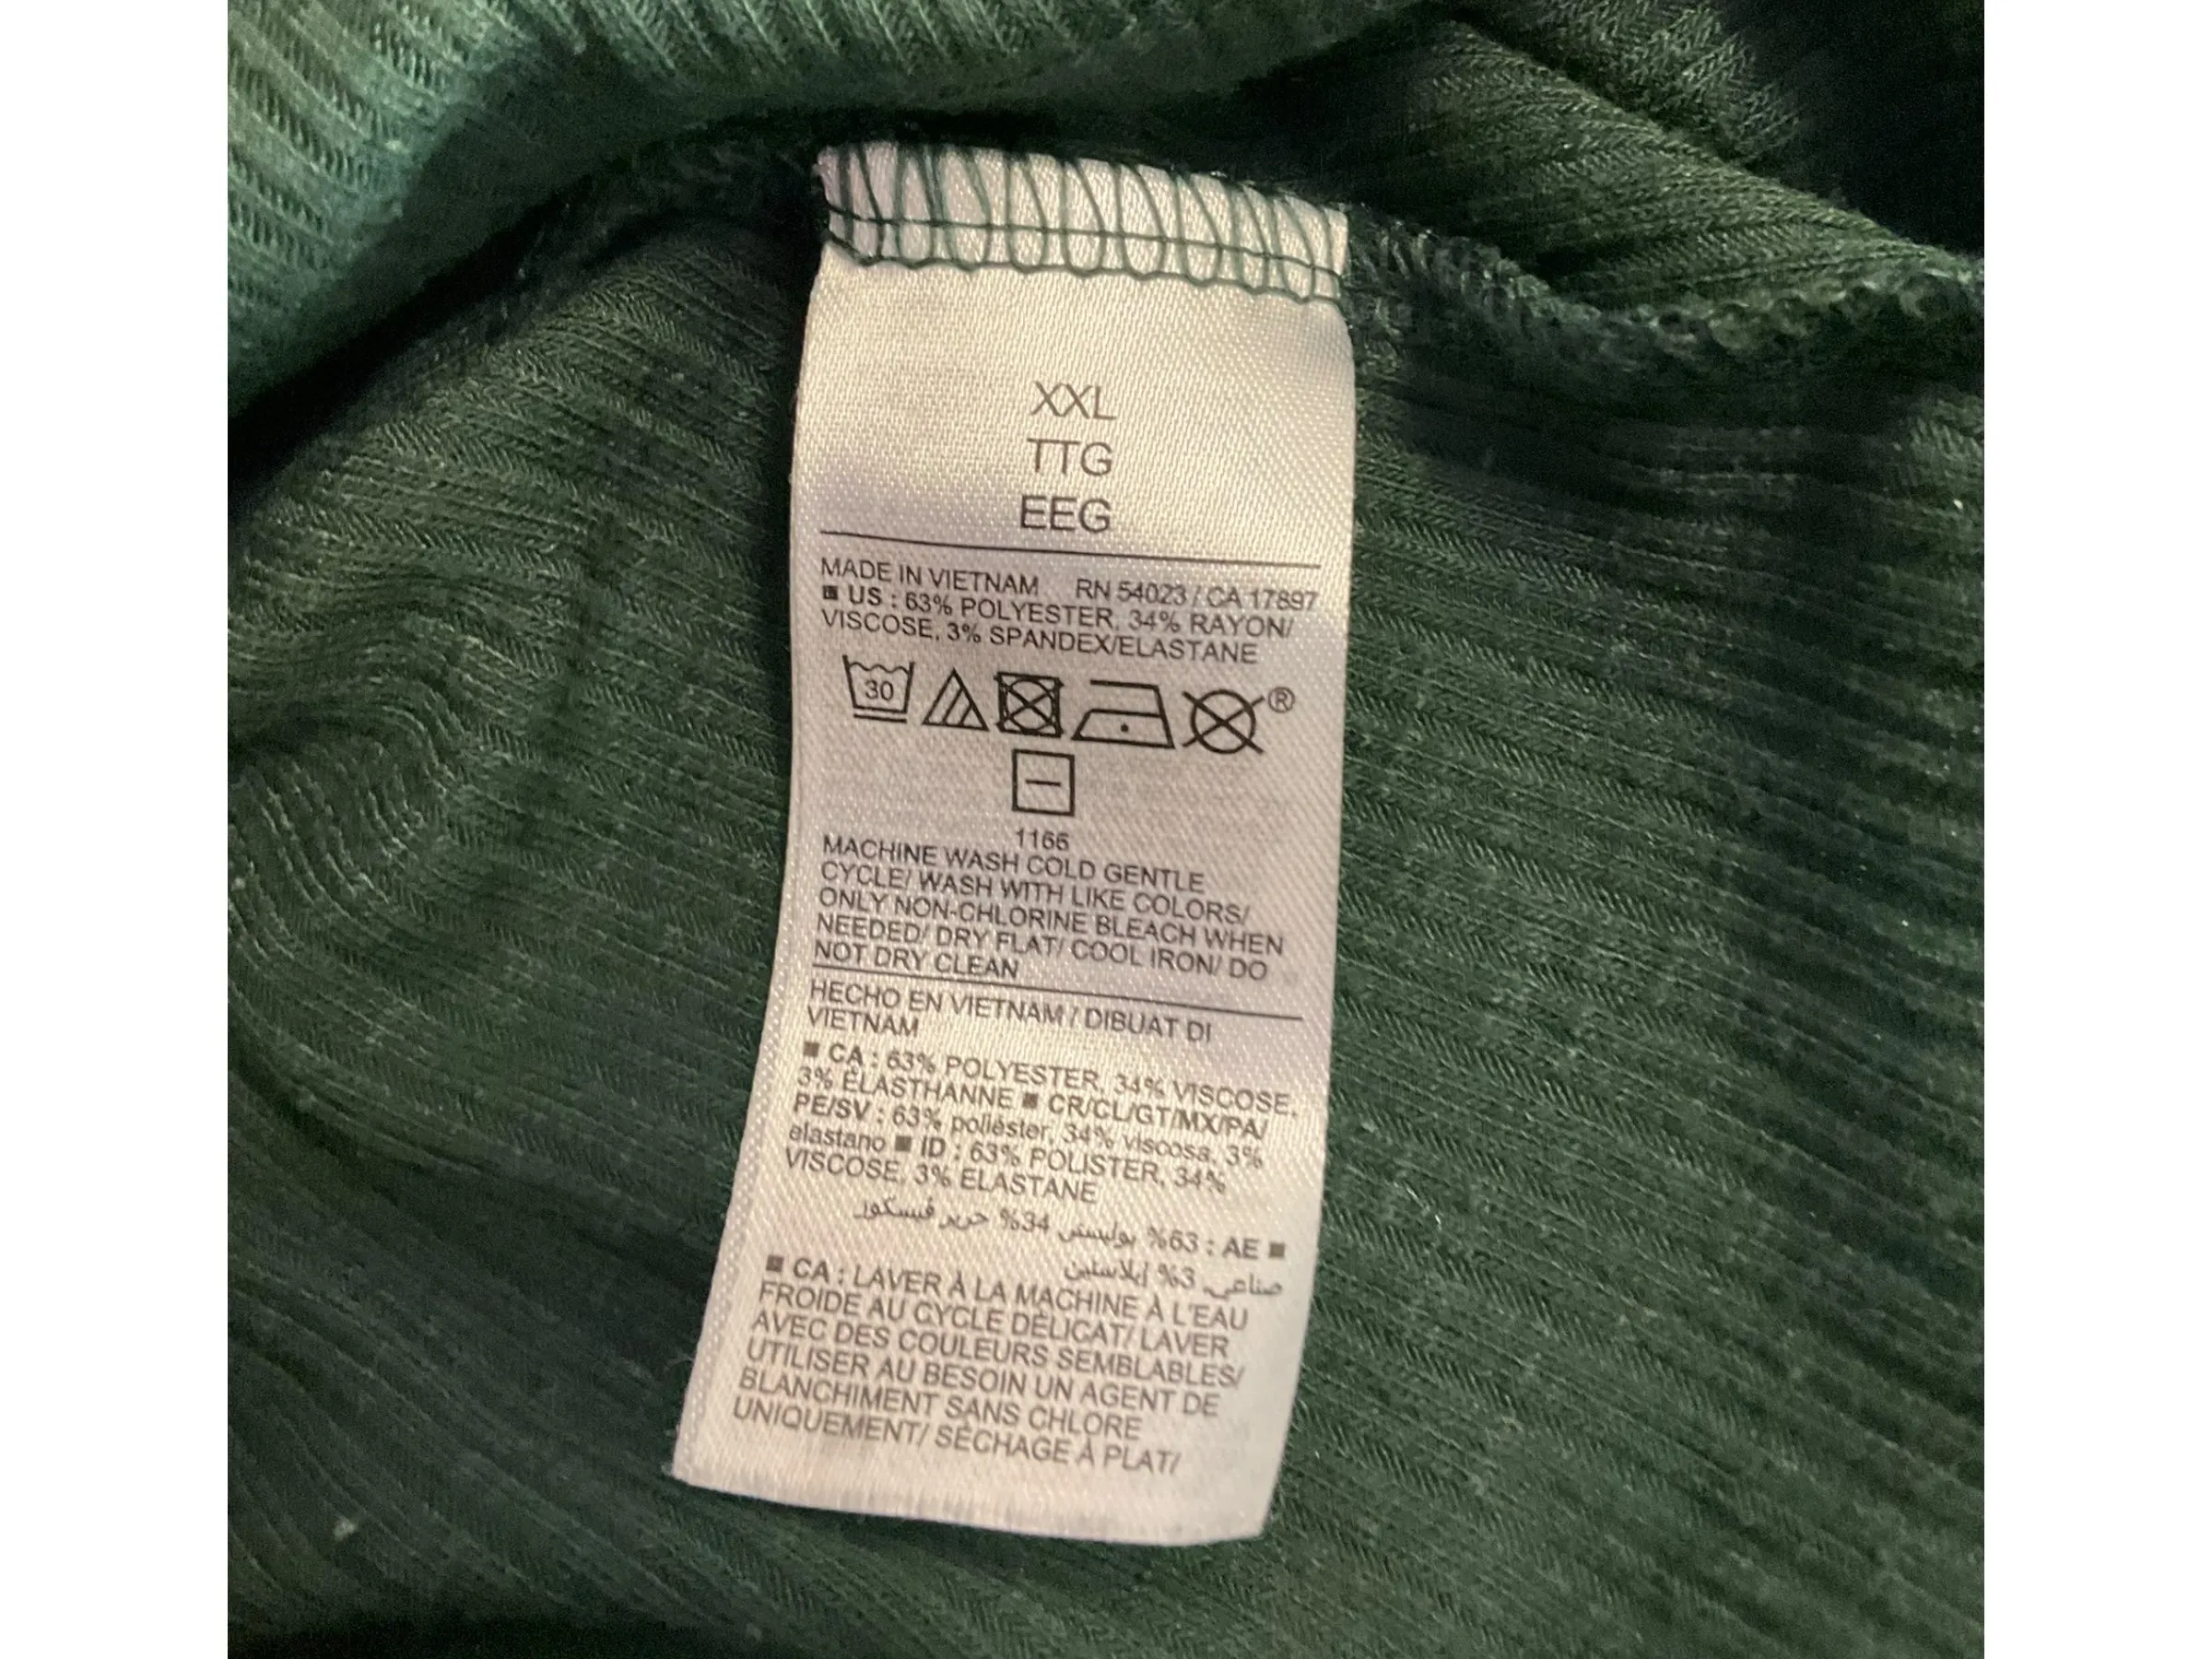 XXL
TTG
EEG
MADE IN VIETNAM RN 54023 / CA 17897
■ US : 63% POLYESTER, 34% RAYON/
VISCOSE, 3% SPANDEX/ELASTANE
30
®
1166
MACHINE WASH COLD GENTLE
CYCLE/ WASH WITH LIKE COLORS/
ONLY NON-CHLORINE BLEACH WHEN
NEEDED/ DRY FLAT/ COOL IRON/ DO
NOT DRY CLEAN
HECHO EN VIETNAM / DIBUAT DI
VIETNAM
■ CA : 63% POLYESTER, 34% VISCOSE,
3% ÉLASTHANNE ■ CR/CL/GT/MX/PA/
PE/SV : 63% poliéster, 34% viscosa, 3%
elastano ■ ID : 63% POLISTER, 34%
VISCOSE, 3% ELASTANE
■ AE : 63% بوليستر 34% حرير فيسكوز
صناعي 3% إيلاستين
■ CA : LAVER À LA MACHINE À L'EAU
FROIDE AU CYCLE DÉLICAT/ LAVER
AVEC DES COULEURS SEMBLABLES/
UTILISER AU BESOIN UN AGENT DE
BLANCHIMENT SANS CHLORE
UNIQUEMENT/ SÉCHAGE À PLAT/